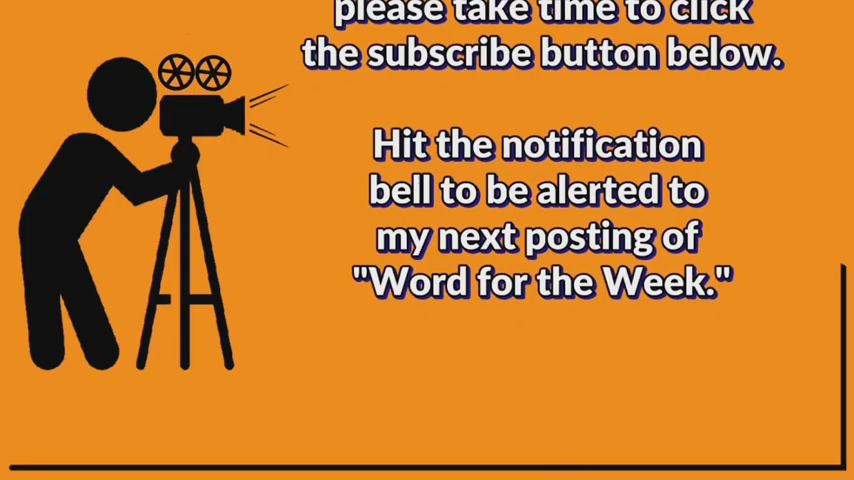 please take time to click
the subscribe button below.
Hit the notification
bell to be alerted to
my next posting of
"Word for the Week."